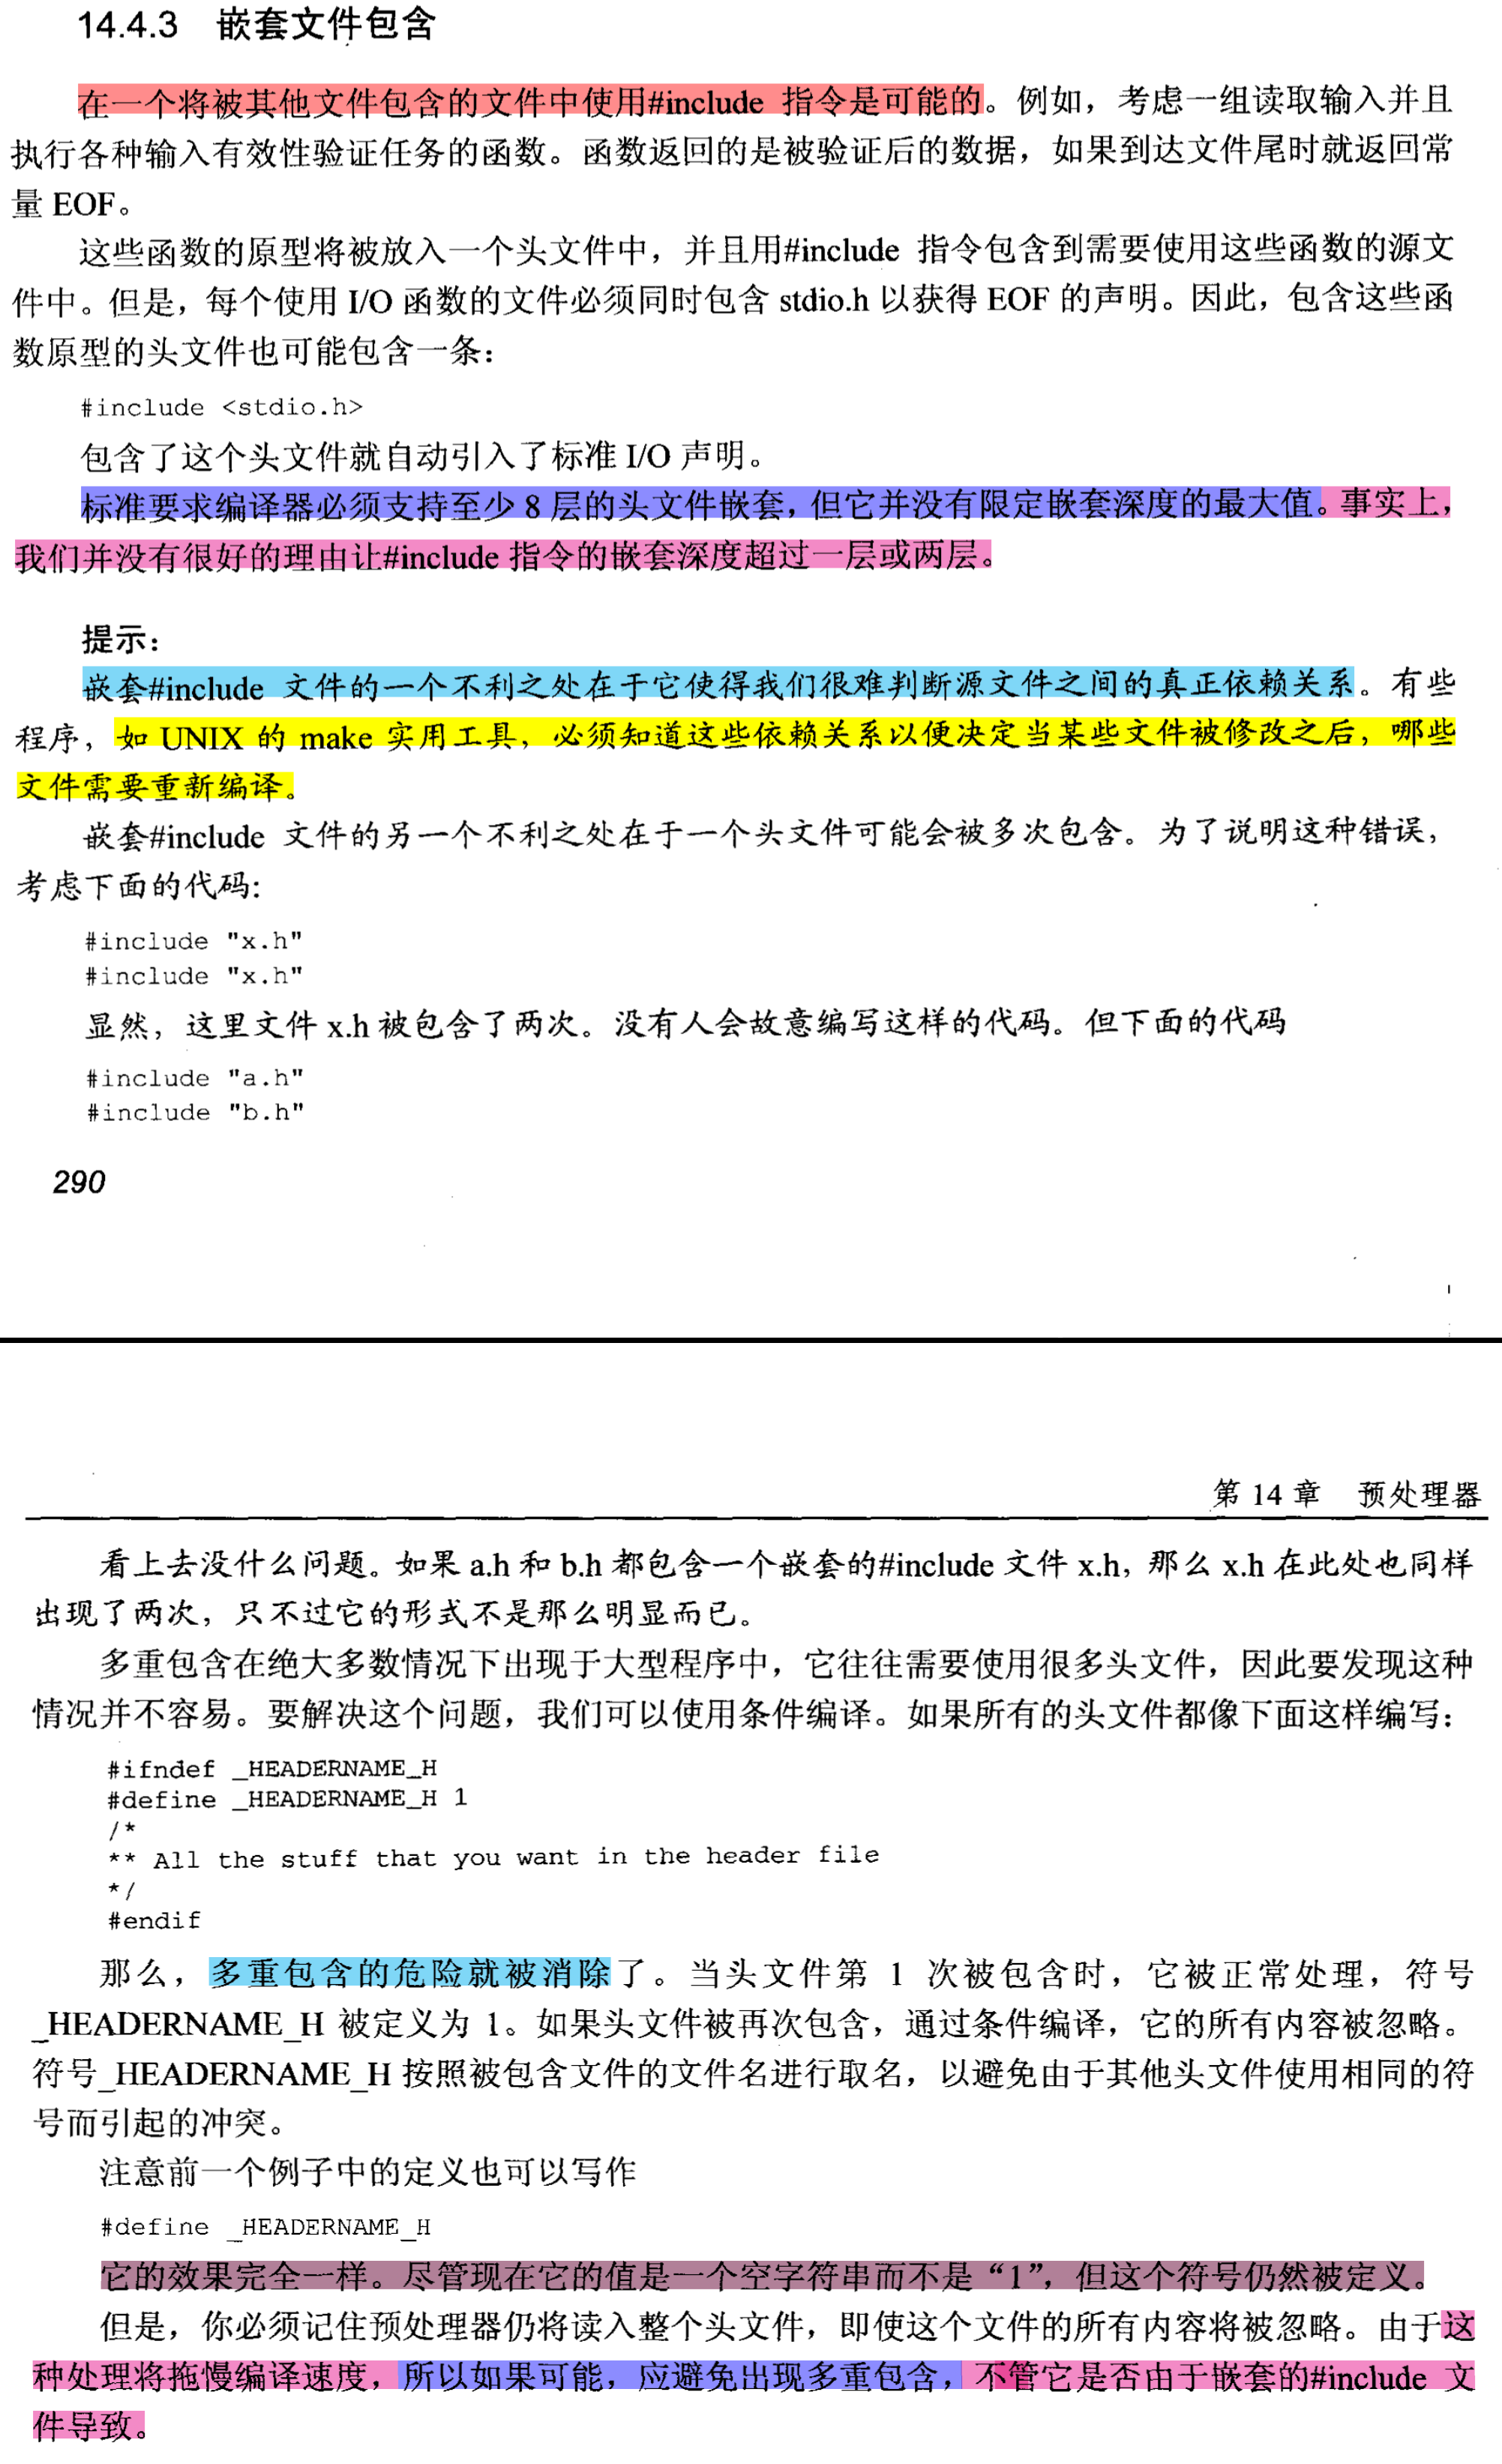 14.4.3 嵌套文件包含
在一个将被其他文件包含的文件中使用#include 指令是可能的。例如，考虑一组读取输入并且
执行各种输入有效性验证任务的函数。函数返回的是被验证后的数据，如果到达文件尾时就返回常
量 EOF。
这些函数的原型将被放入一个头文件中，并且用#include 指令包含到需要使用这些函数的源文
件中。但是，每个使用 I/O 函数的文件必须同时包含 stdio.h 以获得 EOF 的声明。因此，包含这些函
数原型的头文件也可能包含一条：
#include <stdio.h>
包含了这个头文件就自动引入了标准 I/O 声明。
标准要求编译器必须支持至少 8 层的头文件嵌套，但它并没有限定嵌套深度的最大值。事实上，
我们并没有很好的理由让#include 指令的嵌套深度超过一层或两层。
提示：
嵌套#include 文件的一个不利之处在于它使得我们很难判断源文件之间的真正依赖关系。有些
程序，如 UNIX 的 make 实用工具，必须知道这些依赖关系以便决定当某些文件被修改之后，哪些
文件需要重新编译。
嵌套#include 文件的另一个不利之处在于一个头文件可能会被多次包含。为了说明这种错误，
考虑下面的代码:
#include "x.h"
#include "x.h"
显然，这里文件 x.h 被包含了两次。没有人会故意编写这样的代码。但下面的代码
#include "a.h"
#include "b.h"
290
第 14 章 预处理器
看上去没什么问题。如果 a.h 和 b.h 都包含一个嵌套的#include 文件 x.h，那么 x.h 在此处也同样
出现了两次，只不过它的形式不是那么明显而已。
多重包含在绝大多数情况下出现于大型程序中，它往往需要使用很多头文件，因此要发现这种
情况并不容易。要解决这个问题，我们可以使用条件编译。如果所有的头文件都像下面这样编写：
#ifndef _HEADERNAME_H
#define _HEADERNAME_H 1
/*
** All the stuff that you want in the header file
*/
#endif
那么，多重包含的危险就被消除了。当头文件第 1 次被包含时，它被正常处理，符号
_HEADERNAME_H 被定义为 1。如果头文件被再次包含，通过条件编译，它的所有内容被忽略。
符号_HEADERNAME_H 按照被包含文件的文件名进行取名，以避免由于其他头文件使用相同的符
号而引起的冲突。
注意前一个例子中的定义也可以写作
#define _HEADERNAME_H
它的效果完全一样。尽管现在它的值是一个空字符串而不是“1”，但这个符号仍然被定义。
但是，你必须记住预处理器仍将读入整个头文件，即使这个文件的所有内容将被忽略。由于这
种处理将拖慢编译速度，所以如果可能，应避免出现多重包含，不管它是否由于嵌套的#include 文
件导致。